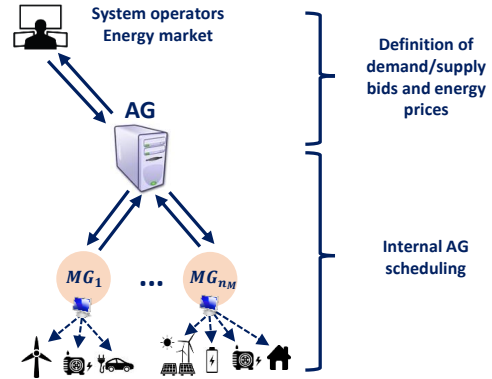 System operators
Energy market
Definition of
demand/supply
bids and energy
prices
AG
Internal AG
scheduling
MG₁
...
MGₙₘ